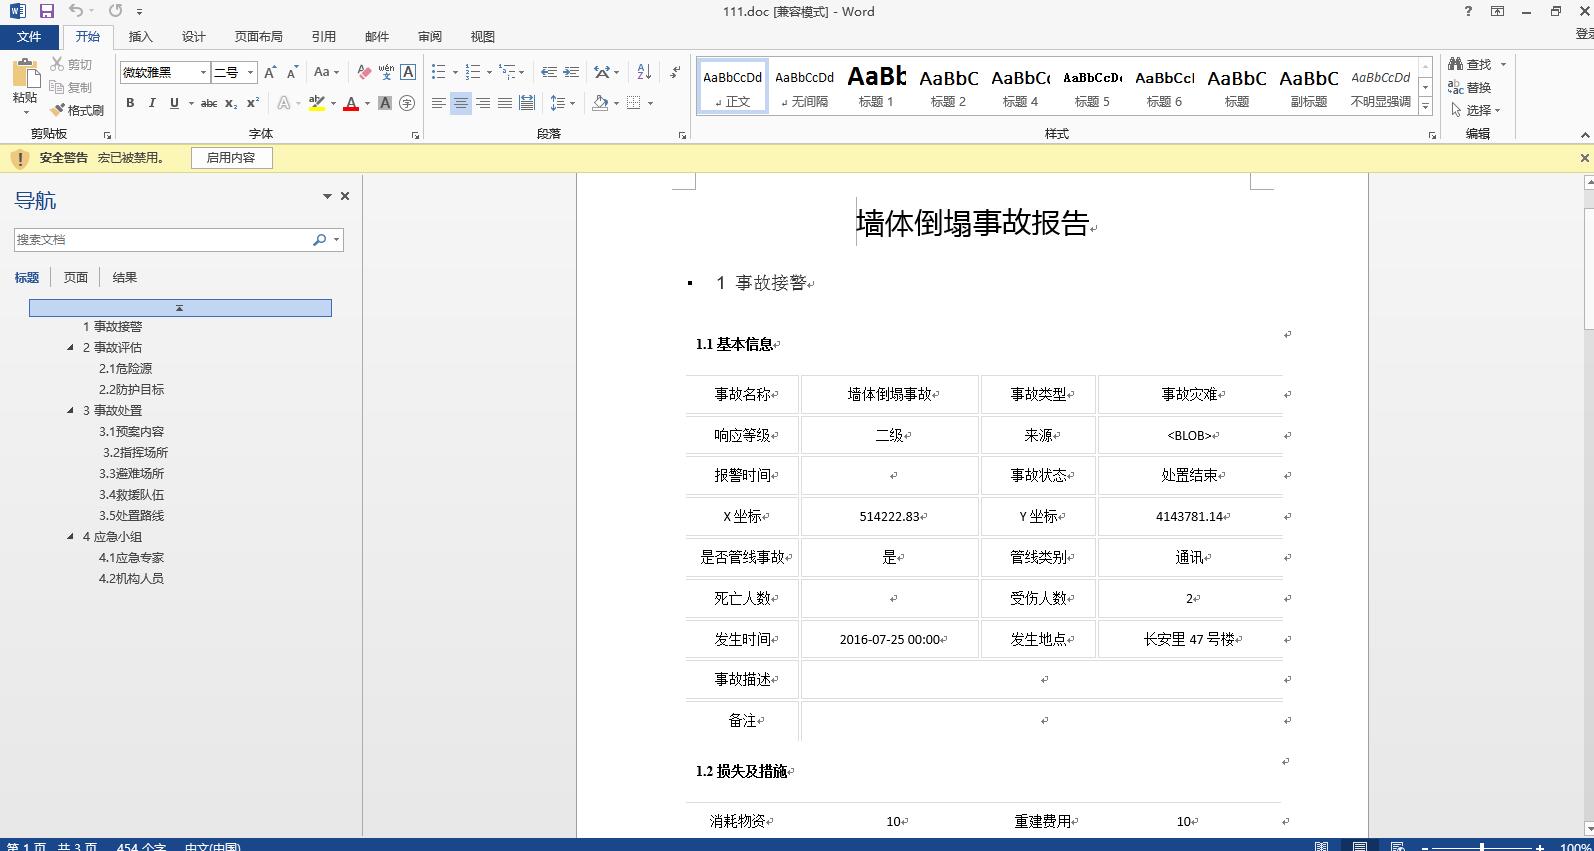 111.doc [兼容模式] - Word
文件 开始 插入 设计 页面布局 引用 邮件 审阅 视图
粘贴 剪切 复制 格式刷 剪贴板
微软雅黑 二号 Aa wén 文 A
B I U abc x₂ x² A aby A A 字
字体
段落
AaBbCcDd AaBbCcDd AaBb AaBbC AaBbCc AaBbCcDc AaBbCcI AaBbC AaBbC AaBbCcDd
正文 无间隔 标题 1 标题 2 标题 4 标题 5 标题 6 标题 副标题 不明显强调
样式
查找 替换 选择 编辑
安全警告 宏已被禁用。 启用内容
导航
搜索文档
标题 页面 结果
1 事故接警
2 事故评估
2.1危险源
2.2防护目标
3 事故处置
3.1预案内容
3.2指挥场所
3.3避难场所
3.4救援队伍
3.5处置路线
4 应急小组
4.1应急专家
4.2机构人员
墙体倒塌事故报告
1 事故接警
1.1 基本信息
事故名称 墙体倒塌事故 事故类型 事故灾难
响应等级 二级 来源 <BLOB>
报警时间 事故状态 处置结束
X 坐标 514222.83 Y 坐标 4143781.14
是否管线事故 是 管线类别 通讯
死亡人数 受伤人数 2
发生时间 2016-07-25 00:00 发生地点 长安里 47 号楼
事故描述
备注
1.2 损失及措施
消耗物资 10 重建费用 10
第 1 页，共 3 页 454 个字 中文(中国) 100%